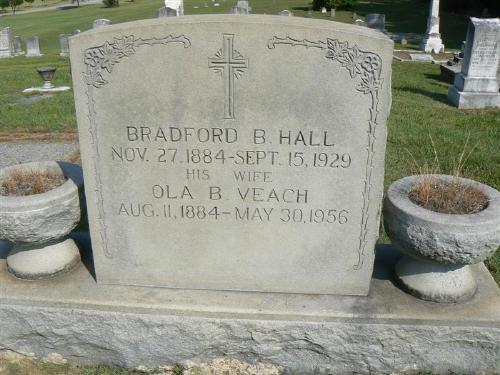 BRADFORD B. HALL
NOV. 27, 1884-SEPT. 15, 1929
HIS WIFE
OLA B. VEACH
AUG. 11, 1884-MAY 30, 1956